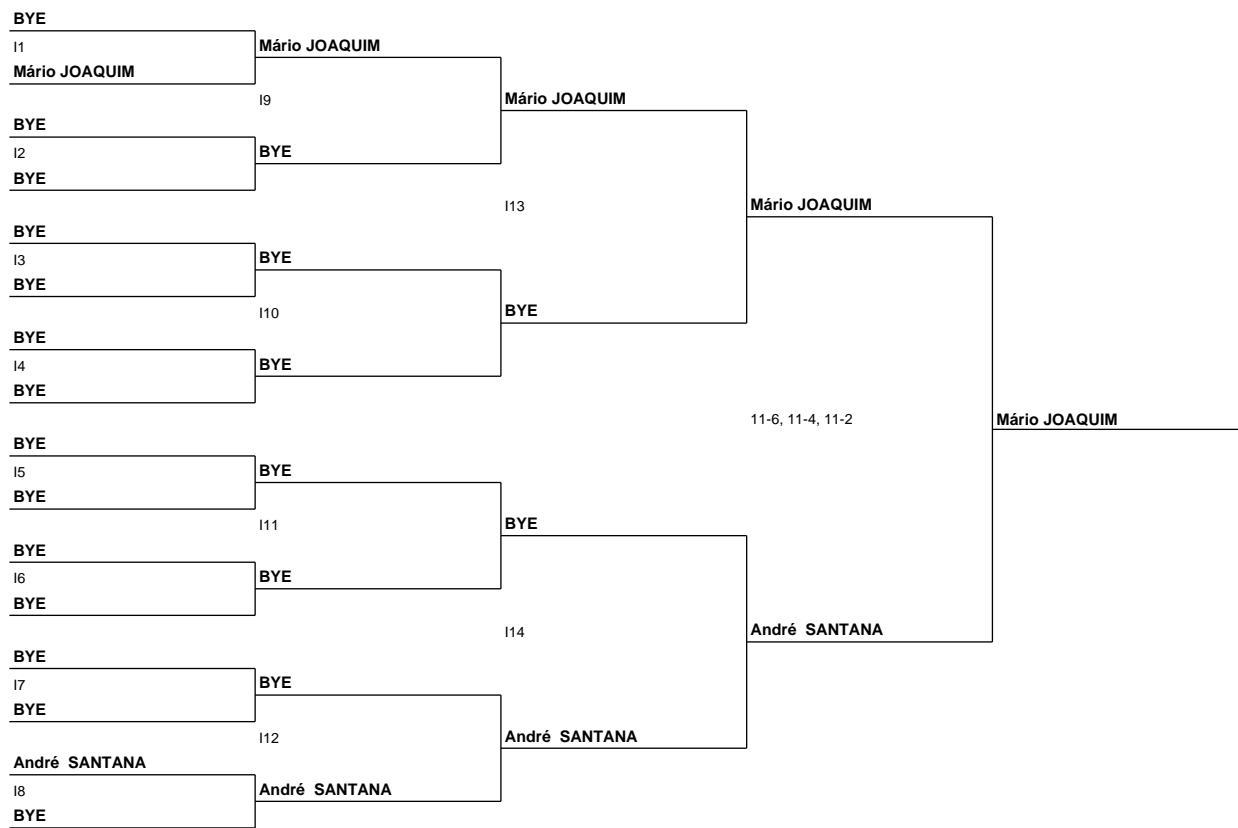 BYE
I1
Mário JOAQUIM
Mário JOAQUIM
I9
Mário JOAQUIM
BYE
I2
BYE
BYE
I13
Mário JOAQUIM
BYE
I3
BYE
BYE
I10
BYE
BYE
I4
BYE
BYE
11-6, 11-4, 11-2
Mário JOAQUIM
BYE
I5
BYE
BYE
I11
BYE
BYE
I6
BYE
BYE
I14
André  SANTANA
BYE
I7
BYE
BYE
I12
André  SANTANA
André  SANTANA
I8
André  SANTANA
BYE